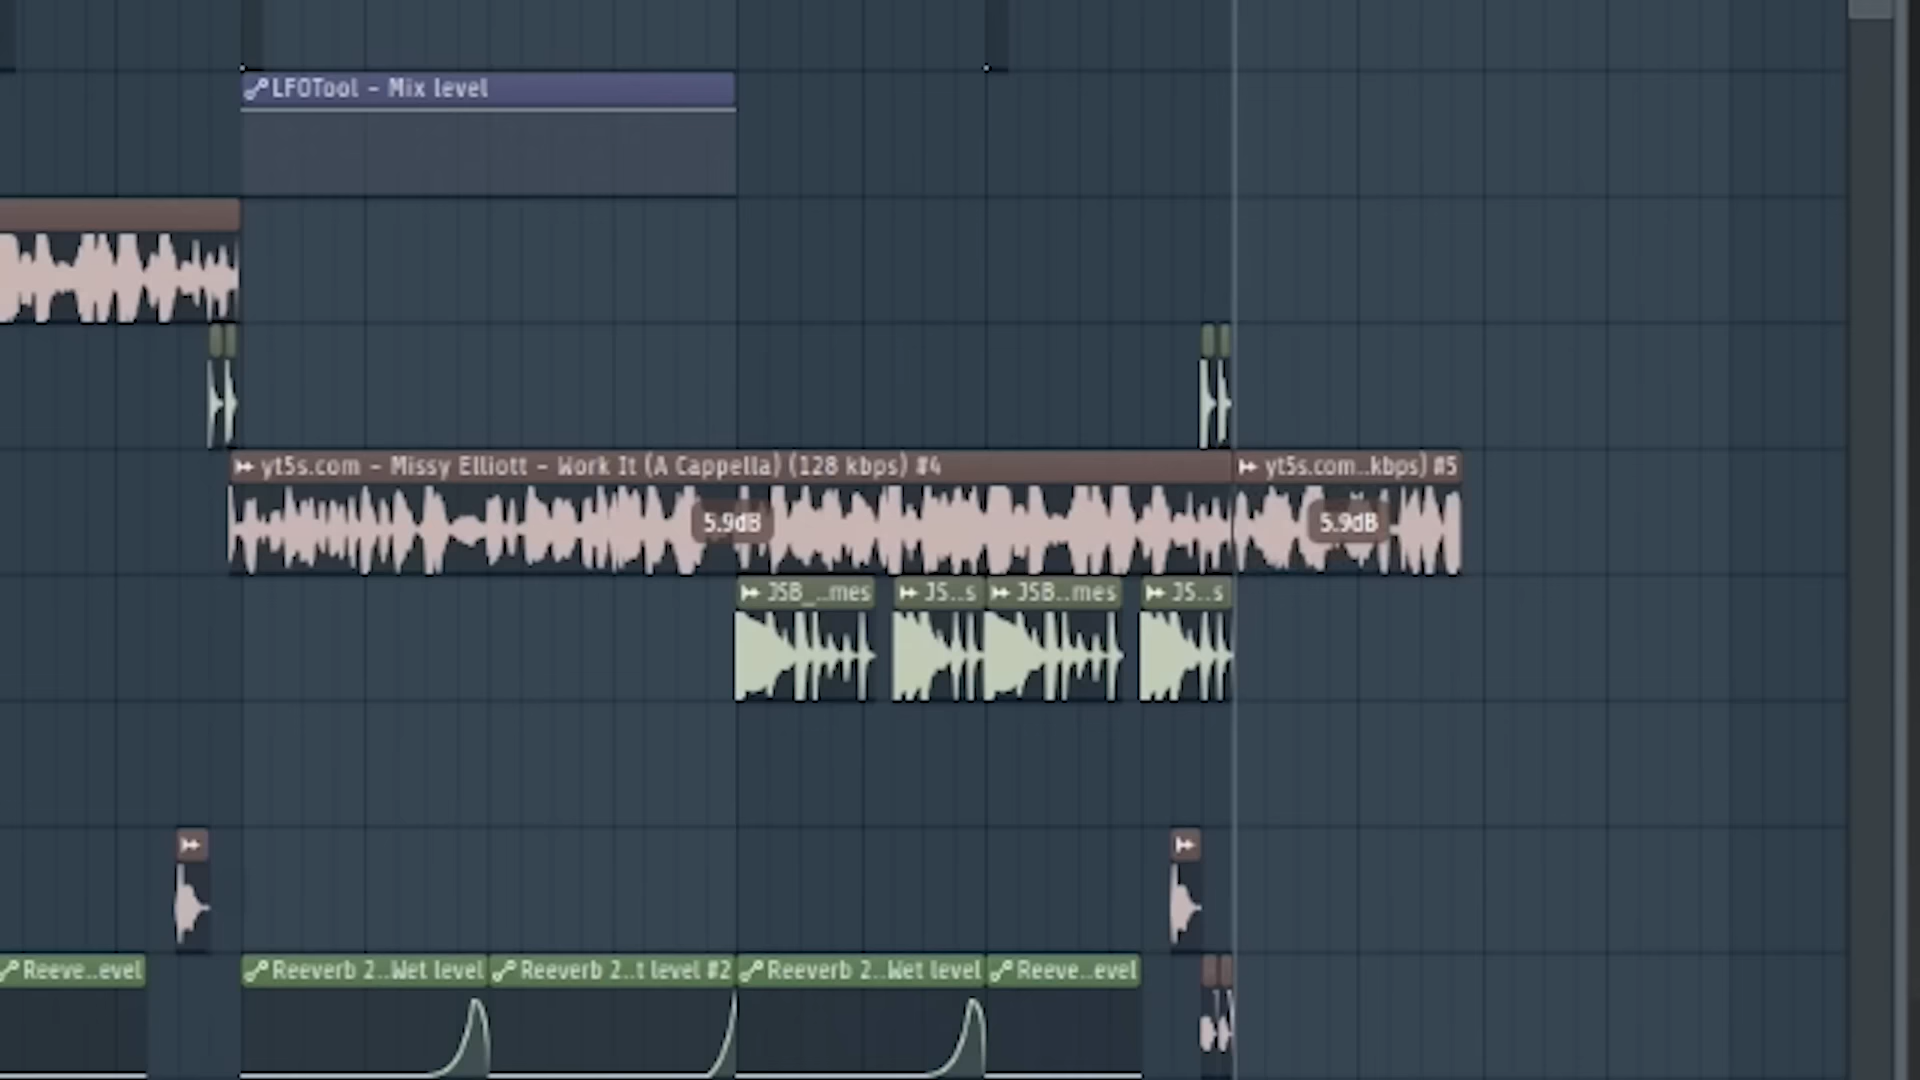 LFOTool - Mix level
yt5s.com - Missy Elliott - Work It (A Cappella) (128 kbps) #4
yt5s.com..kbps) #5
5.9dB
5.9dB
JSB_..mes
JS..s
JSB..mes
JS..s
Reeve..evel
Reeverb 2..Wet level
Reeverb 2..t level #2
Reeverb 2..Wet level
Reeve..evel